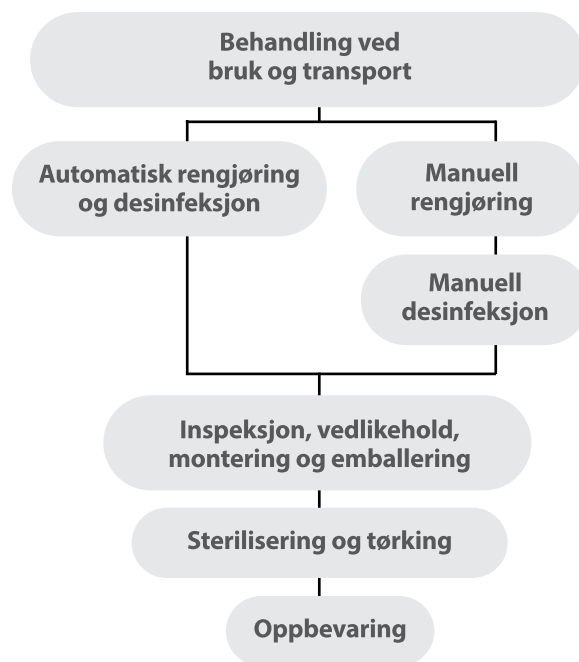 Behandling ved
bruk og transport
Automatisk rengjøring
og desinfeksjon
Manuell
rengjøring
Manuell
desinfeksjon
Inspeksjon, vedlikehold,
montering og emballering
Sterilisering og tørking
Oppbevaring